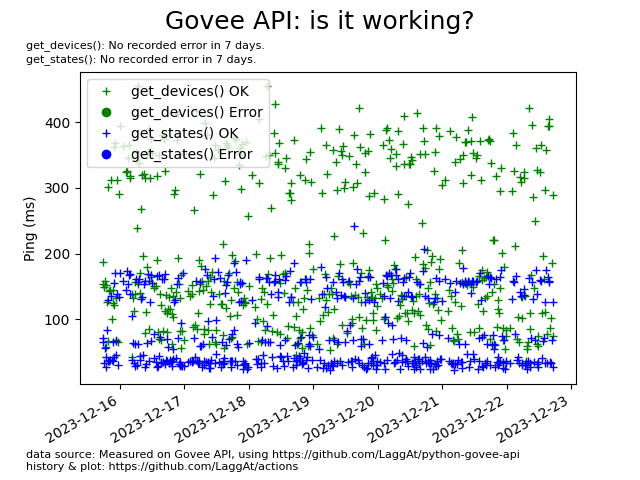 Govee API: is it working?
get_devices(): No recorded error in 7 days.
get_states(): No recorded error in 7 days.
get_devices() OK
get_devices() Error
get_states() OK
get_states() Error
Ping (ms)
400
300
200
100
2023-12-16
2023-12-17
2023-12-18
2023-12-19
2023-12-20
2023-12-21
2023-12-22
2023-12-23
data source: Measured on Govee API, using https://github.com/LaggAt/python-govee-api
history & plot: https://github.com/LaggAt/actions